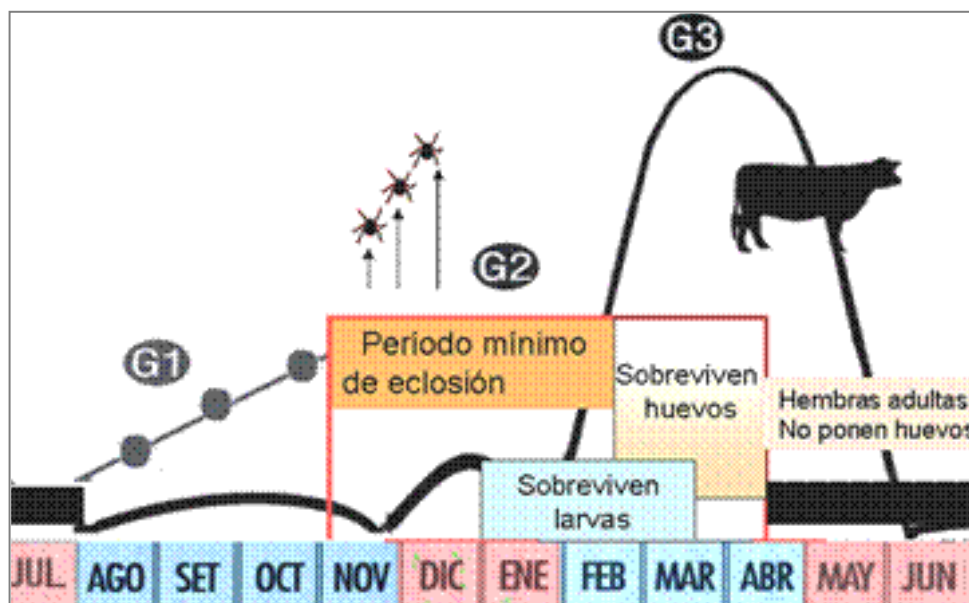 G3
G2
G1
Periodo mínimo
de eclosión
Sobreviven
huevos
Hembras adultas
No ponen huevos
Sobreviven
larvas
JUL. AGO SET OCT NOV DIC ENE FEB MAR ABR MAY JUN